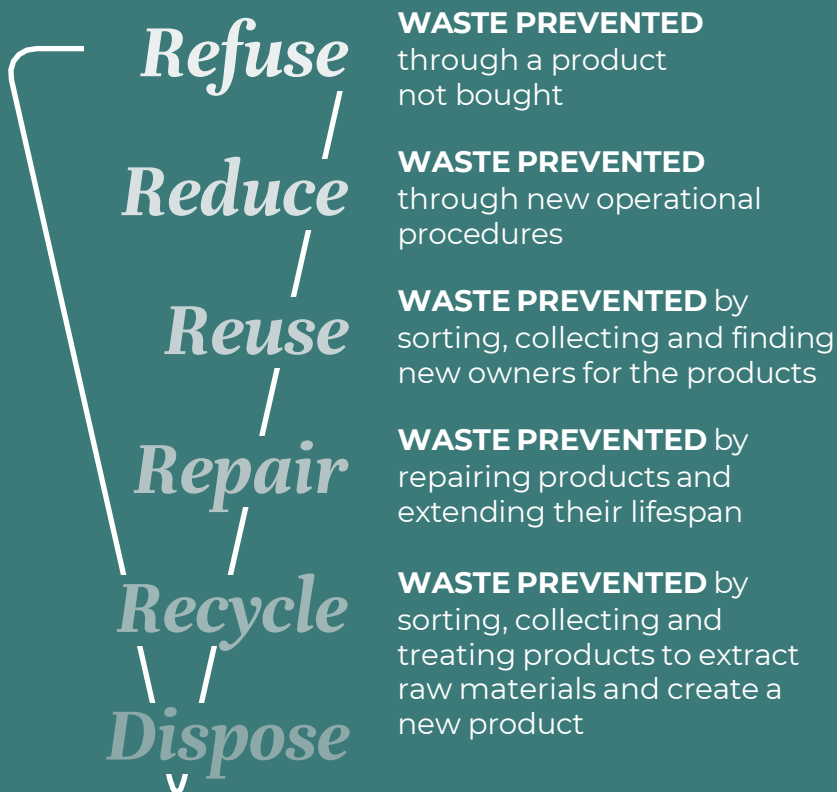 Refuse
WASTE PREVENTED
through a product
not bought
Reduce
WASTE PREVENTED
through new operational
procedures
Reuse
WASTE PREVENTED by
sorting, collecting and finding
new owners for the products
Repair
WASTE PREVENTED by
repairing products and
extending their lifespan
Recycle
WASTE PREVENTED by
sorting, collecting and
treating products to extract
raw materials and create a
new product
Dispose